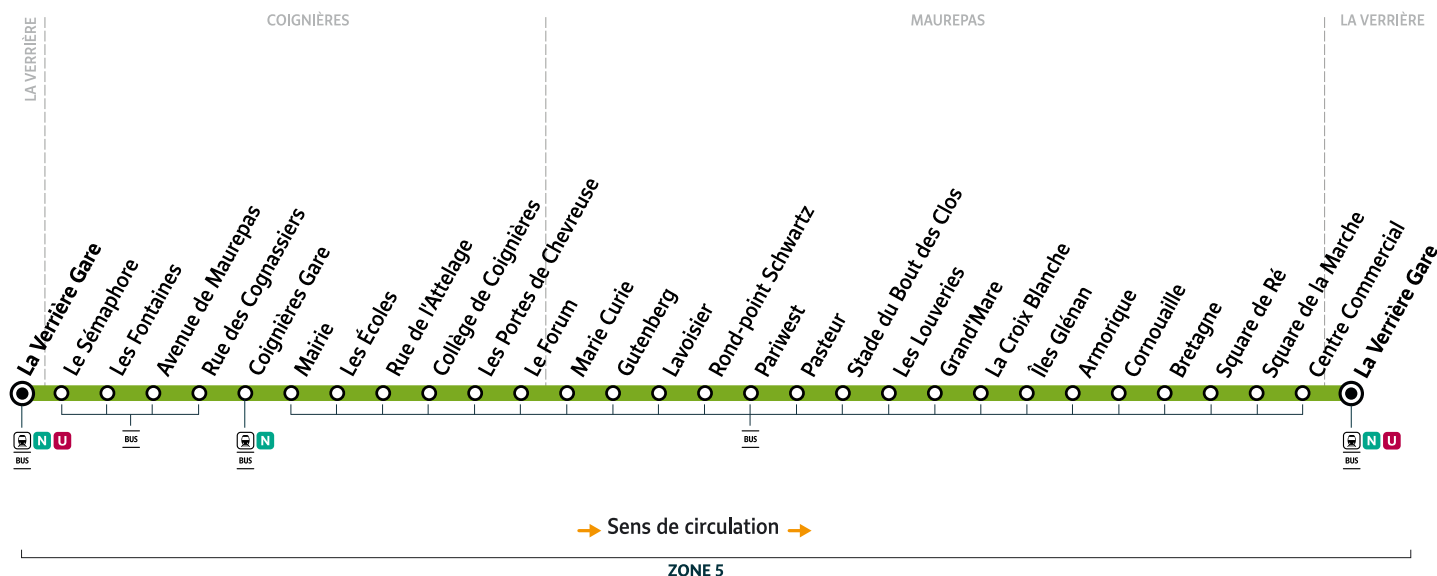 LA VERRIÈRE
COIGNIÈRES
MAUREPAS
LA VERRIÈRE
La Verrière Gare
Le Sémaphore
Les Fontaines
Avenue de Maurepas
Rue des Cognassiers
Coignières Gare
Mairie
Les Écoles
Rue de l'Attelage
Collège de Coignières
Les Portes de Chevreuse
Le Forum
Marie Curie
Gutenberg
Lavoisier
Rond-point Schwartz
Pariwest
Pasteur
Stade du Bout des Clos
Les Louveries
Grand'Mare
La Croix Blanche
Îles Glénan
Armorique
Cornouaille
Bretagne
Square de Ré
Square de la Marche
Centre Commercial
La Verrière Gare
N U
BUS
BUS
N
BUS
BUS
N U
BUS
Sens de circulation
ZONE 5